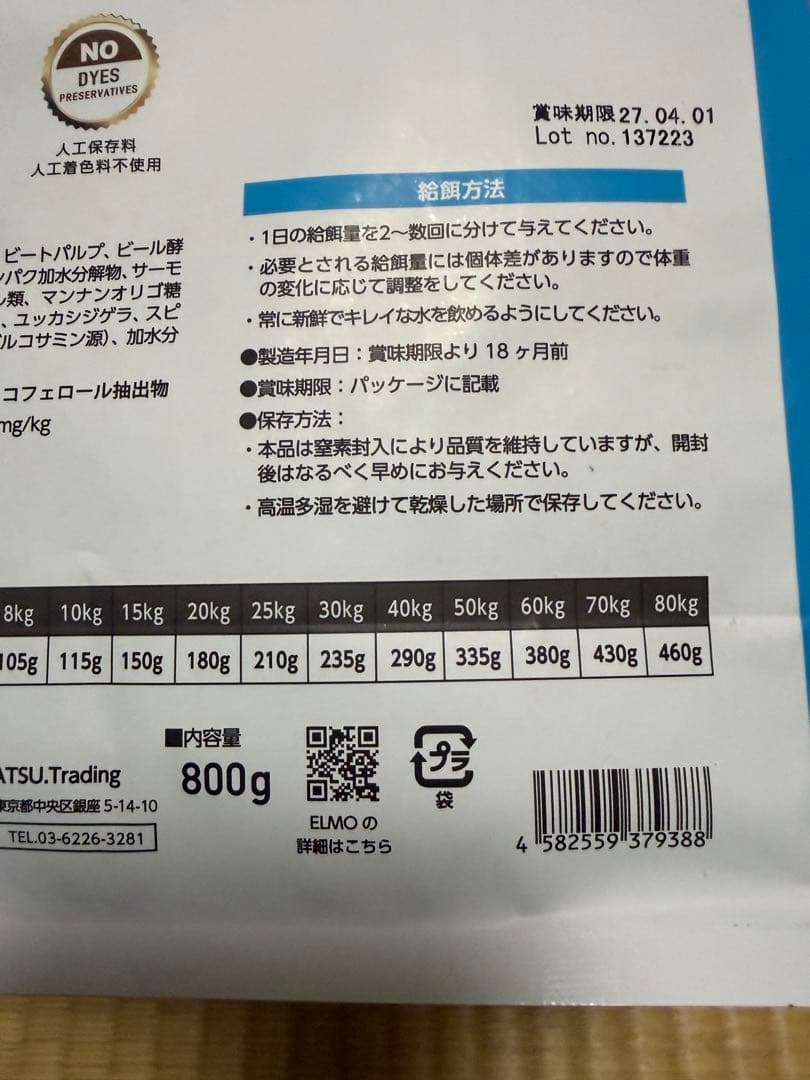 NO
DYES
PRESERVATIVES
人工保存料
人工着色料不使用
賞味期限 27.04.01
Lot no. 137223
ビートパルプ、ビール酵
パク加水分解物、サーモ
類、マンナンオリゴ糖
、ユッカシジゲラ、スピ
ルコサミン源）、加水分
コフェロール抽出物
mg/kg
給餌方法
・1日の給餌量を2〜数回に分けて与えてください。
・必要とされる給餌量には個体差がありますので体重
の変化に応じて調整をしてください。
・常に新鮮でキレイな水を飲めるようにしてください。
●製造年月日：賞味期限より18ヶ月前
●賞味期限：パッケージに記載
●保存方法：
・本品は窒素封入により品質を維持していますが、開封
後はなるべく早めにお与えください。
・高温多湿を避けて乾燥した場所で保存してください。
8kg 10kg 15kg 20kg 25kg 30kg 40kg 50kg 60kg 70kg 80kg
105g 115g 150g 180g 210g 235g 290g 335g 380g 430g 460g
ATSU.Trading
東京都中央区銀座 5-14-10
TEL.03-6226-3281
■内容量
800g
ELMOの
詳細はこちら
プラ
袋
4 582559 379388